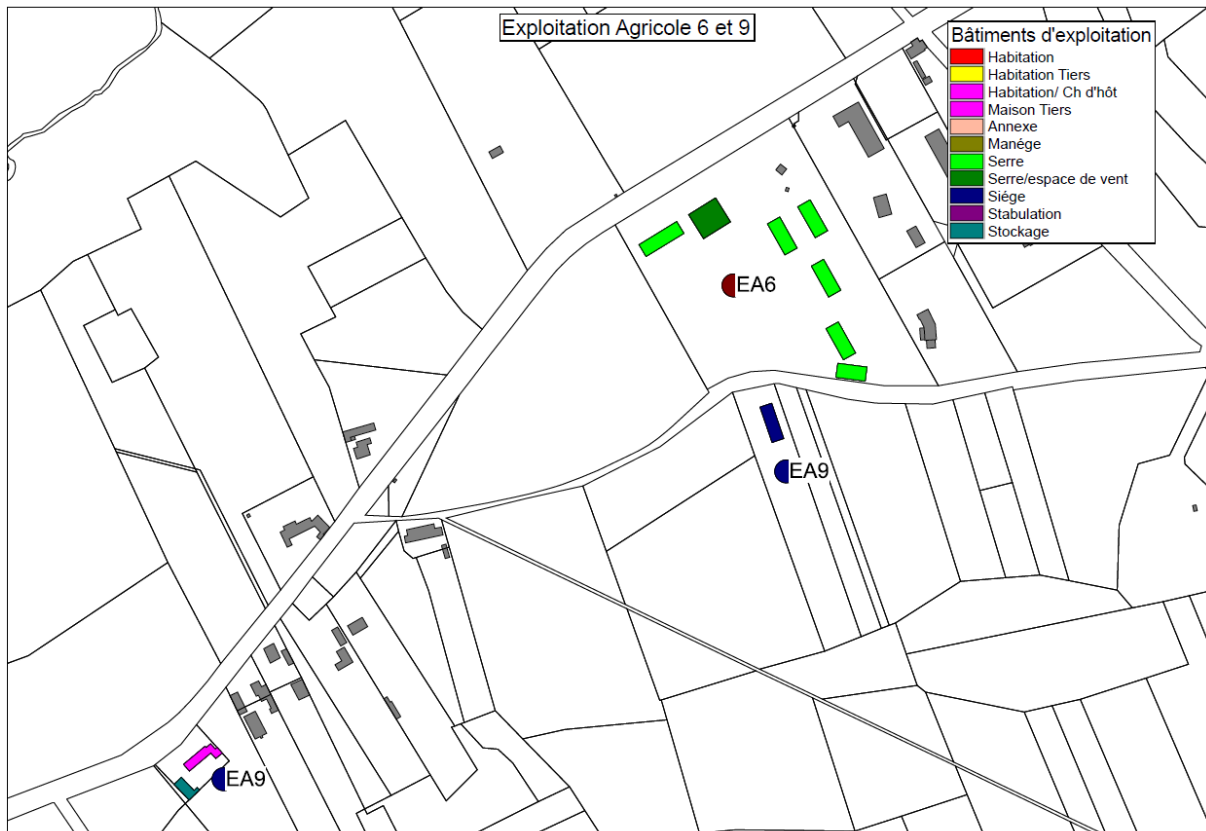 Exploitation Agricole 6 et 9
Bâtiments d'exploitation
Habitation
Habitation Tiers
Habitation/ Ch d'hôt
Maison Tiers
Annexe
Manége
Serre
Serre/espace de vent
Siége
Stabulation
Stockage
EA6
EA9
EA9